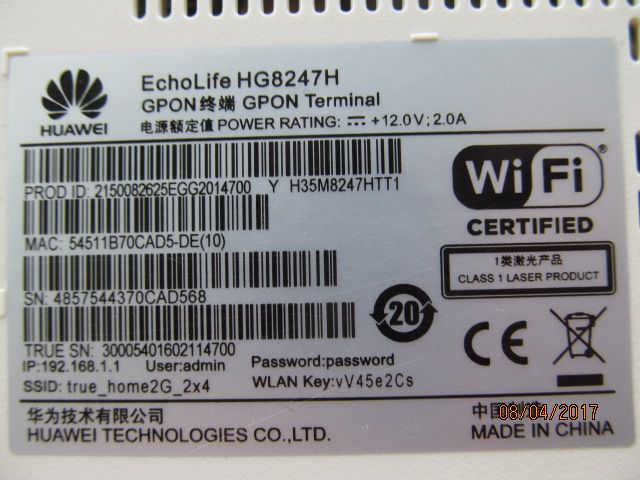 EchoLife HG8247H
GPON 终端 GPON Terminal
电源额定值 POWER RATING: ⎓ +12.0V; 2.0A
HUAWEI
PROD ID: 2150082625EGG2014700 Y H35M8247HTT1
WiFi®
CERTIFIED
MAC: 54511B70CAD5-DE(10)
1类激光产品
CLASS 1 LASER PRODUCT
SN: 4857544370CAD568
20
CE
TRUE SN: 30005401602114700
IP:192.168.1.1 User:admin Password:password
SSID: true_home2G_2x4 WLAN Key:vV45e2Cs
华为技术有限公司
HUAWEI TECHNOLOGIES CO.,LTD.
中国制造
08/04/2017
MADE IN CHINA